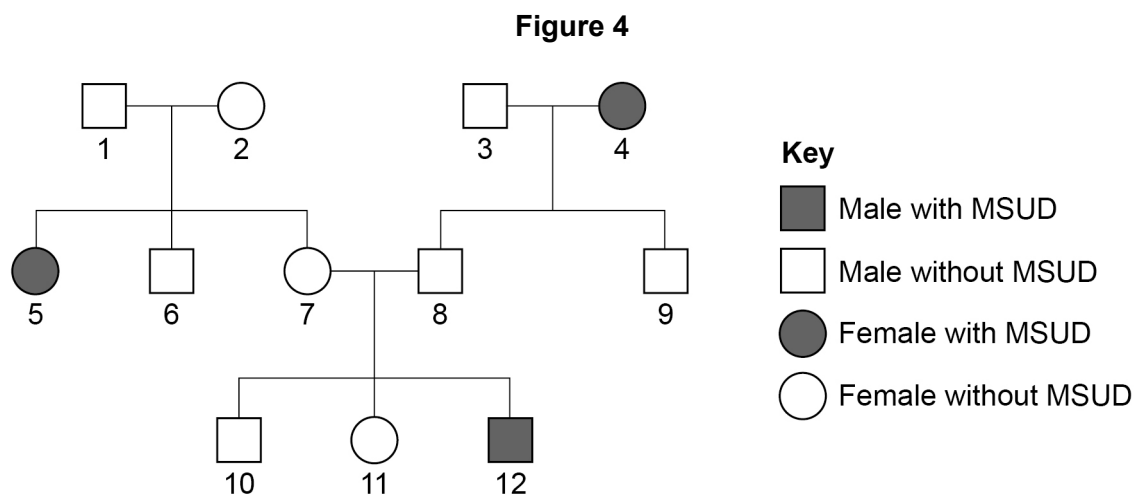 Figure 4
1 2 3 4
Key
Male with MSUD
Male without MSUD
5 6 7 8 9
Female with MSUD
Female without MSUD
10 11 12